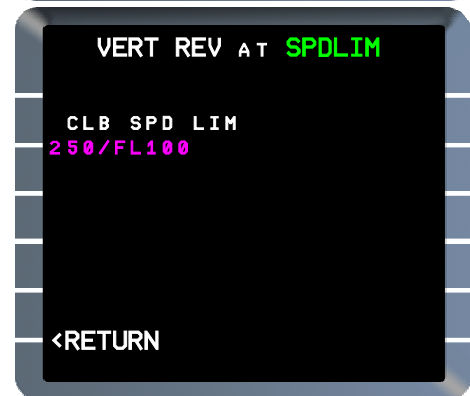 VERT REV AT SPDLIM
CLB SPD LIM
250/FL100
<RETURN